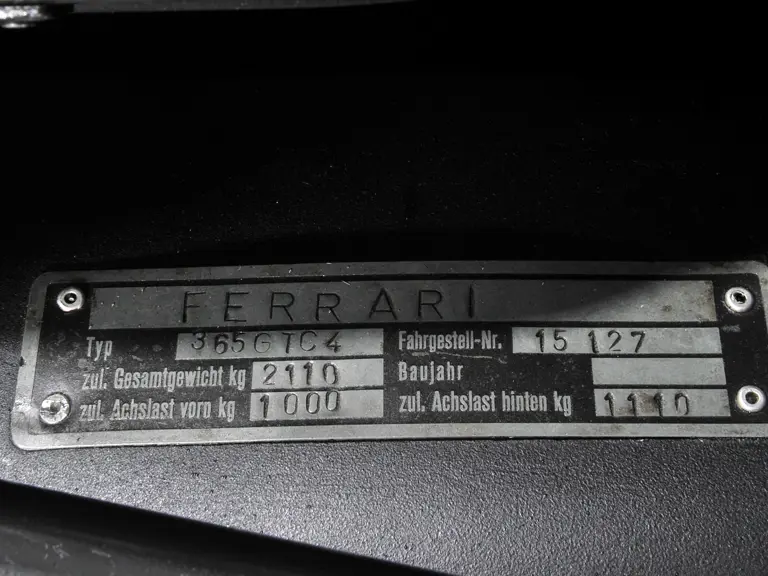 FERRARI
Typ 365GTC4 Fahrgestell-Nr. 15 127
zul. Gesamtgewicht kg 2110 Baujahr
zul. Achslast vorn kg 1000 zul. Achslast hinten kg 1110